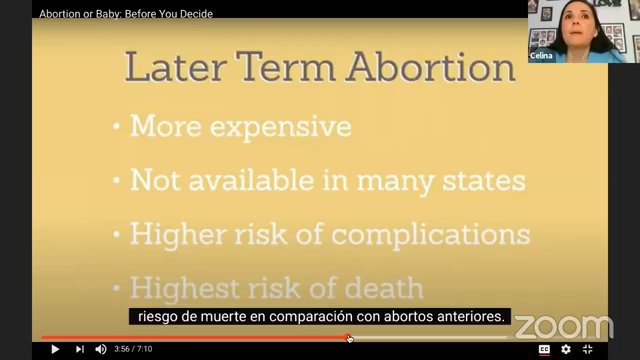 Abortion or Baby: Before You Decide
Celina
Later Term Abortion
• More expensive
• Not available in many states
• Higher risk of complications
• Highest risk of death
riesgo de muerte en comparación con abortos anteriores.
zoom
3:56 / 7:10
CC